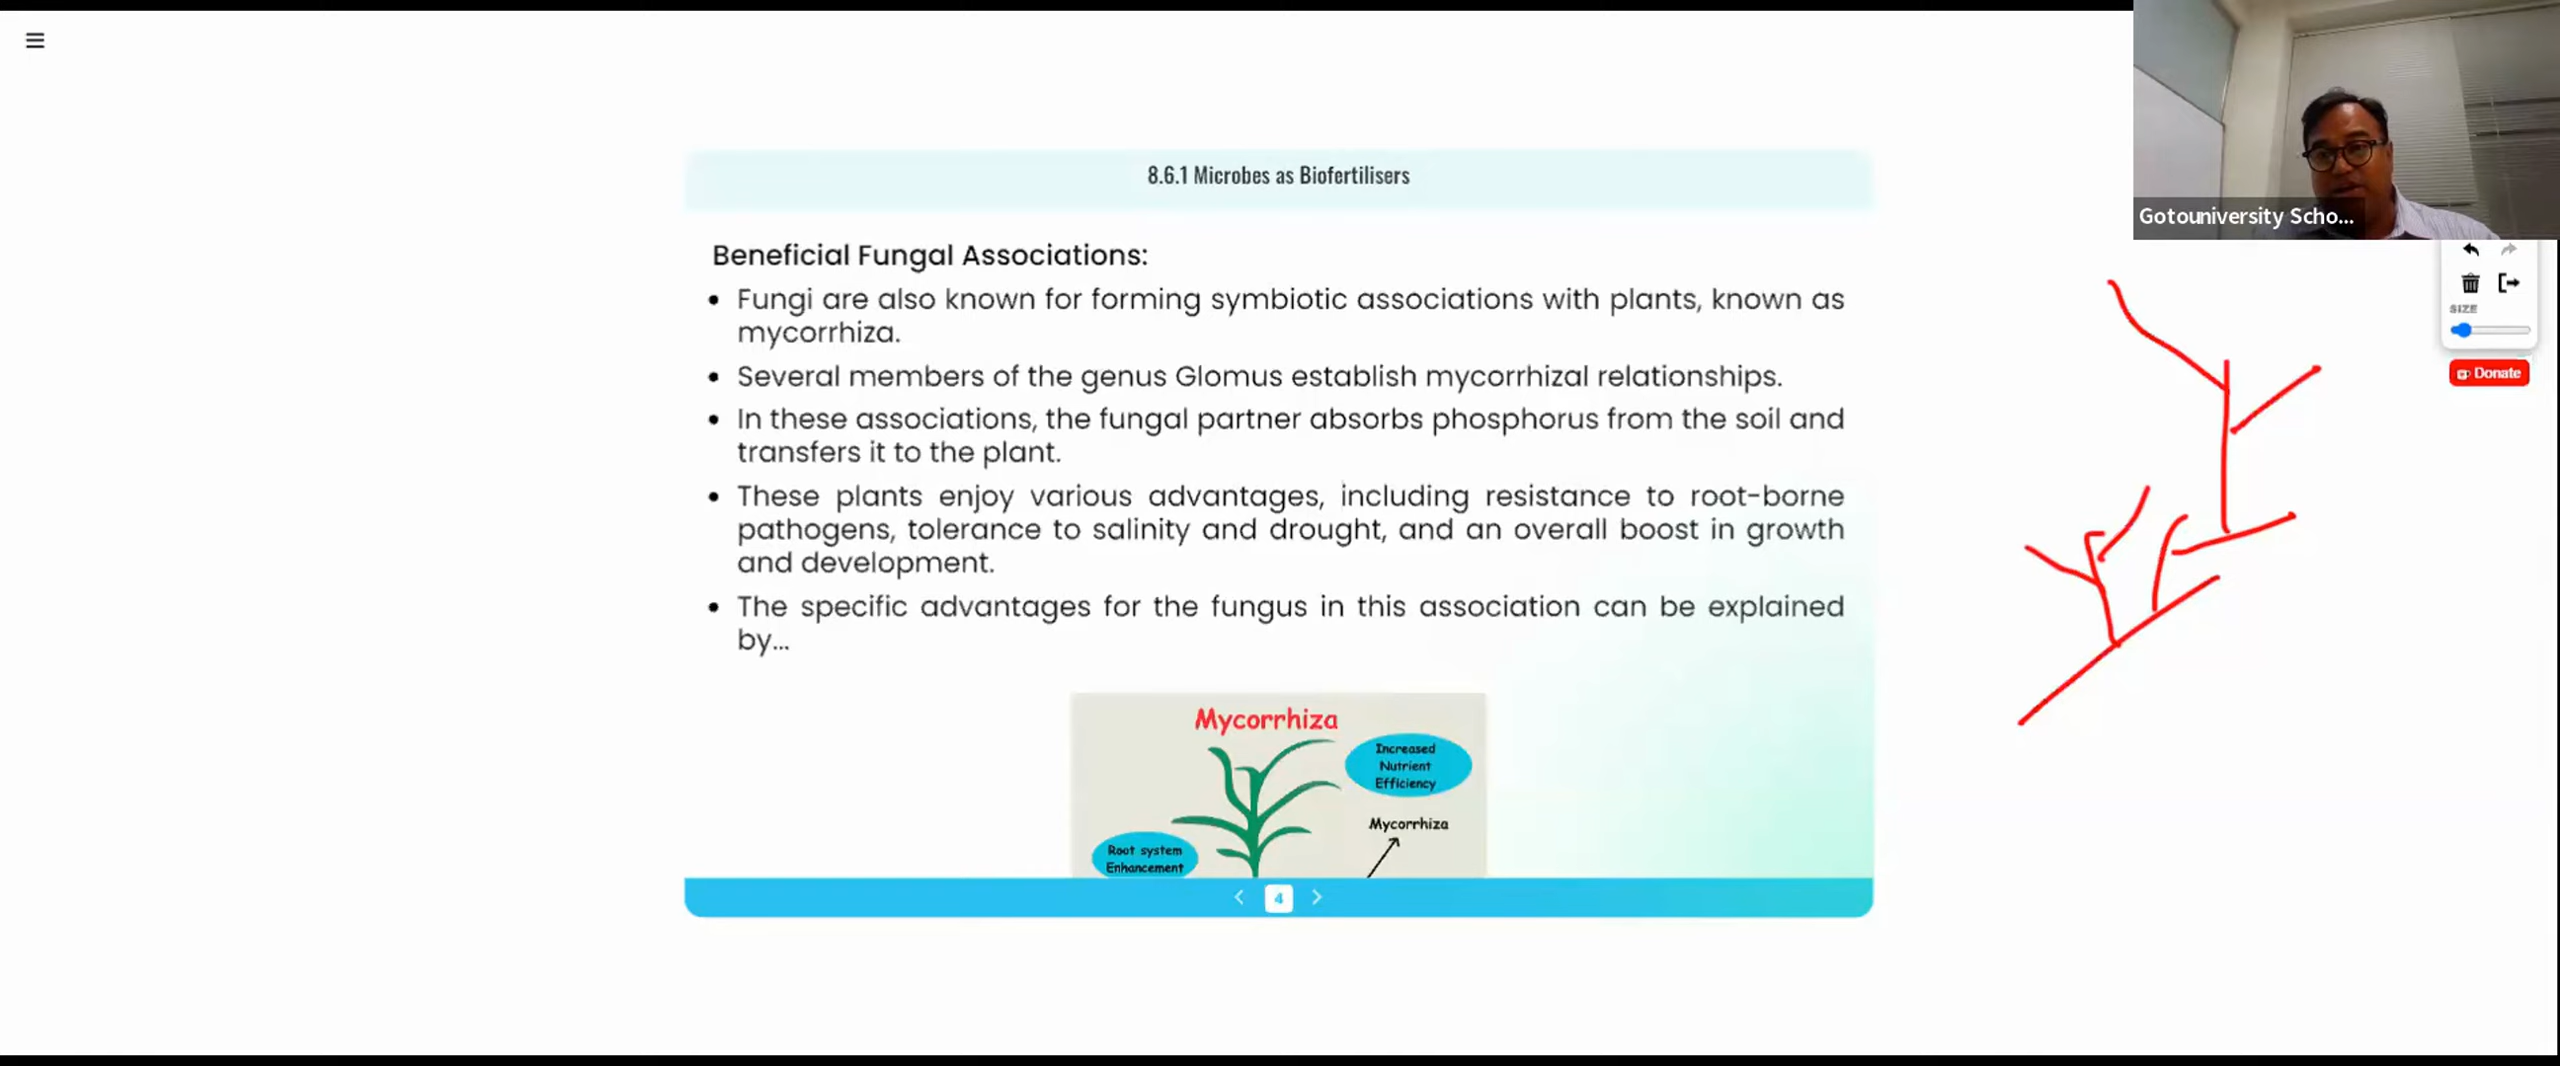 8.6.1 Microbes as Biofertilisers
Gotouniversity Scho...
Beneficial Fungal Associations:
• Fungi are also known for forming symbiotic associations with plants, known as
mycorrhiza.
• Several members of the genus Glomus establish mycorrhizal relationships.
• In these associations, the fungal partner absorbs phosphorus from the soil and
transfers it to the plant.
• These plants enjoy various advantages, including resistance to root-borne
pathogens, tolerance to salinity and drought, and an overall boost in growth
and development.
• The specific advantages for the fungus in this association can be explained
by...
SIZE
Donate
Mycorrhiza
Increased
Nutrient
Efficiency
Mycorrhiza
Root system
Enhancement
4